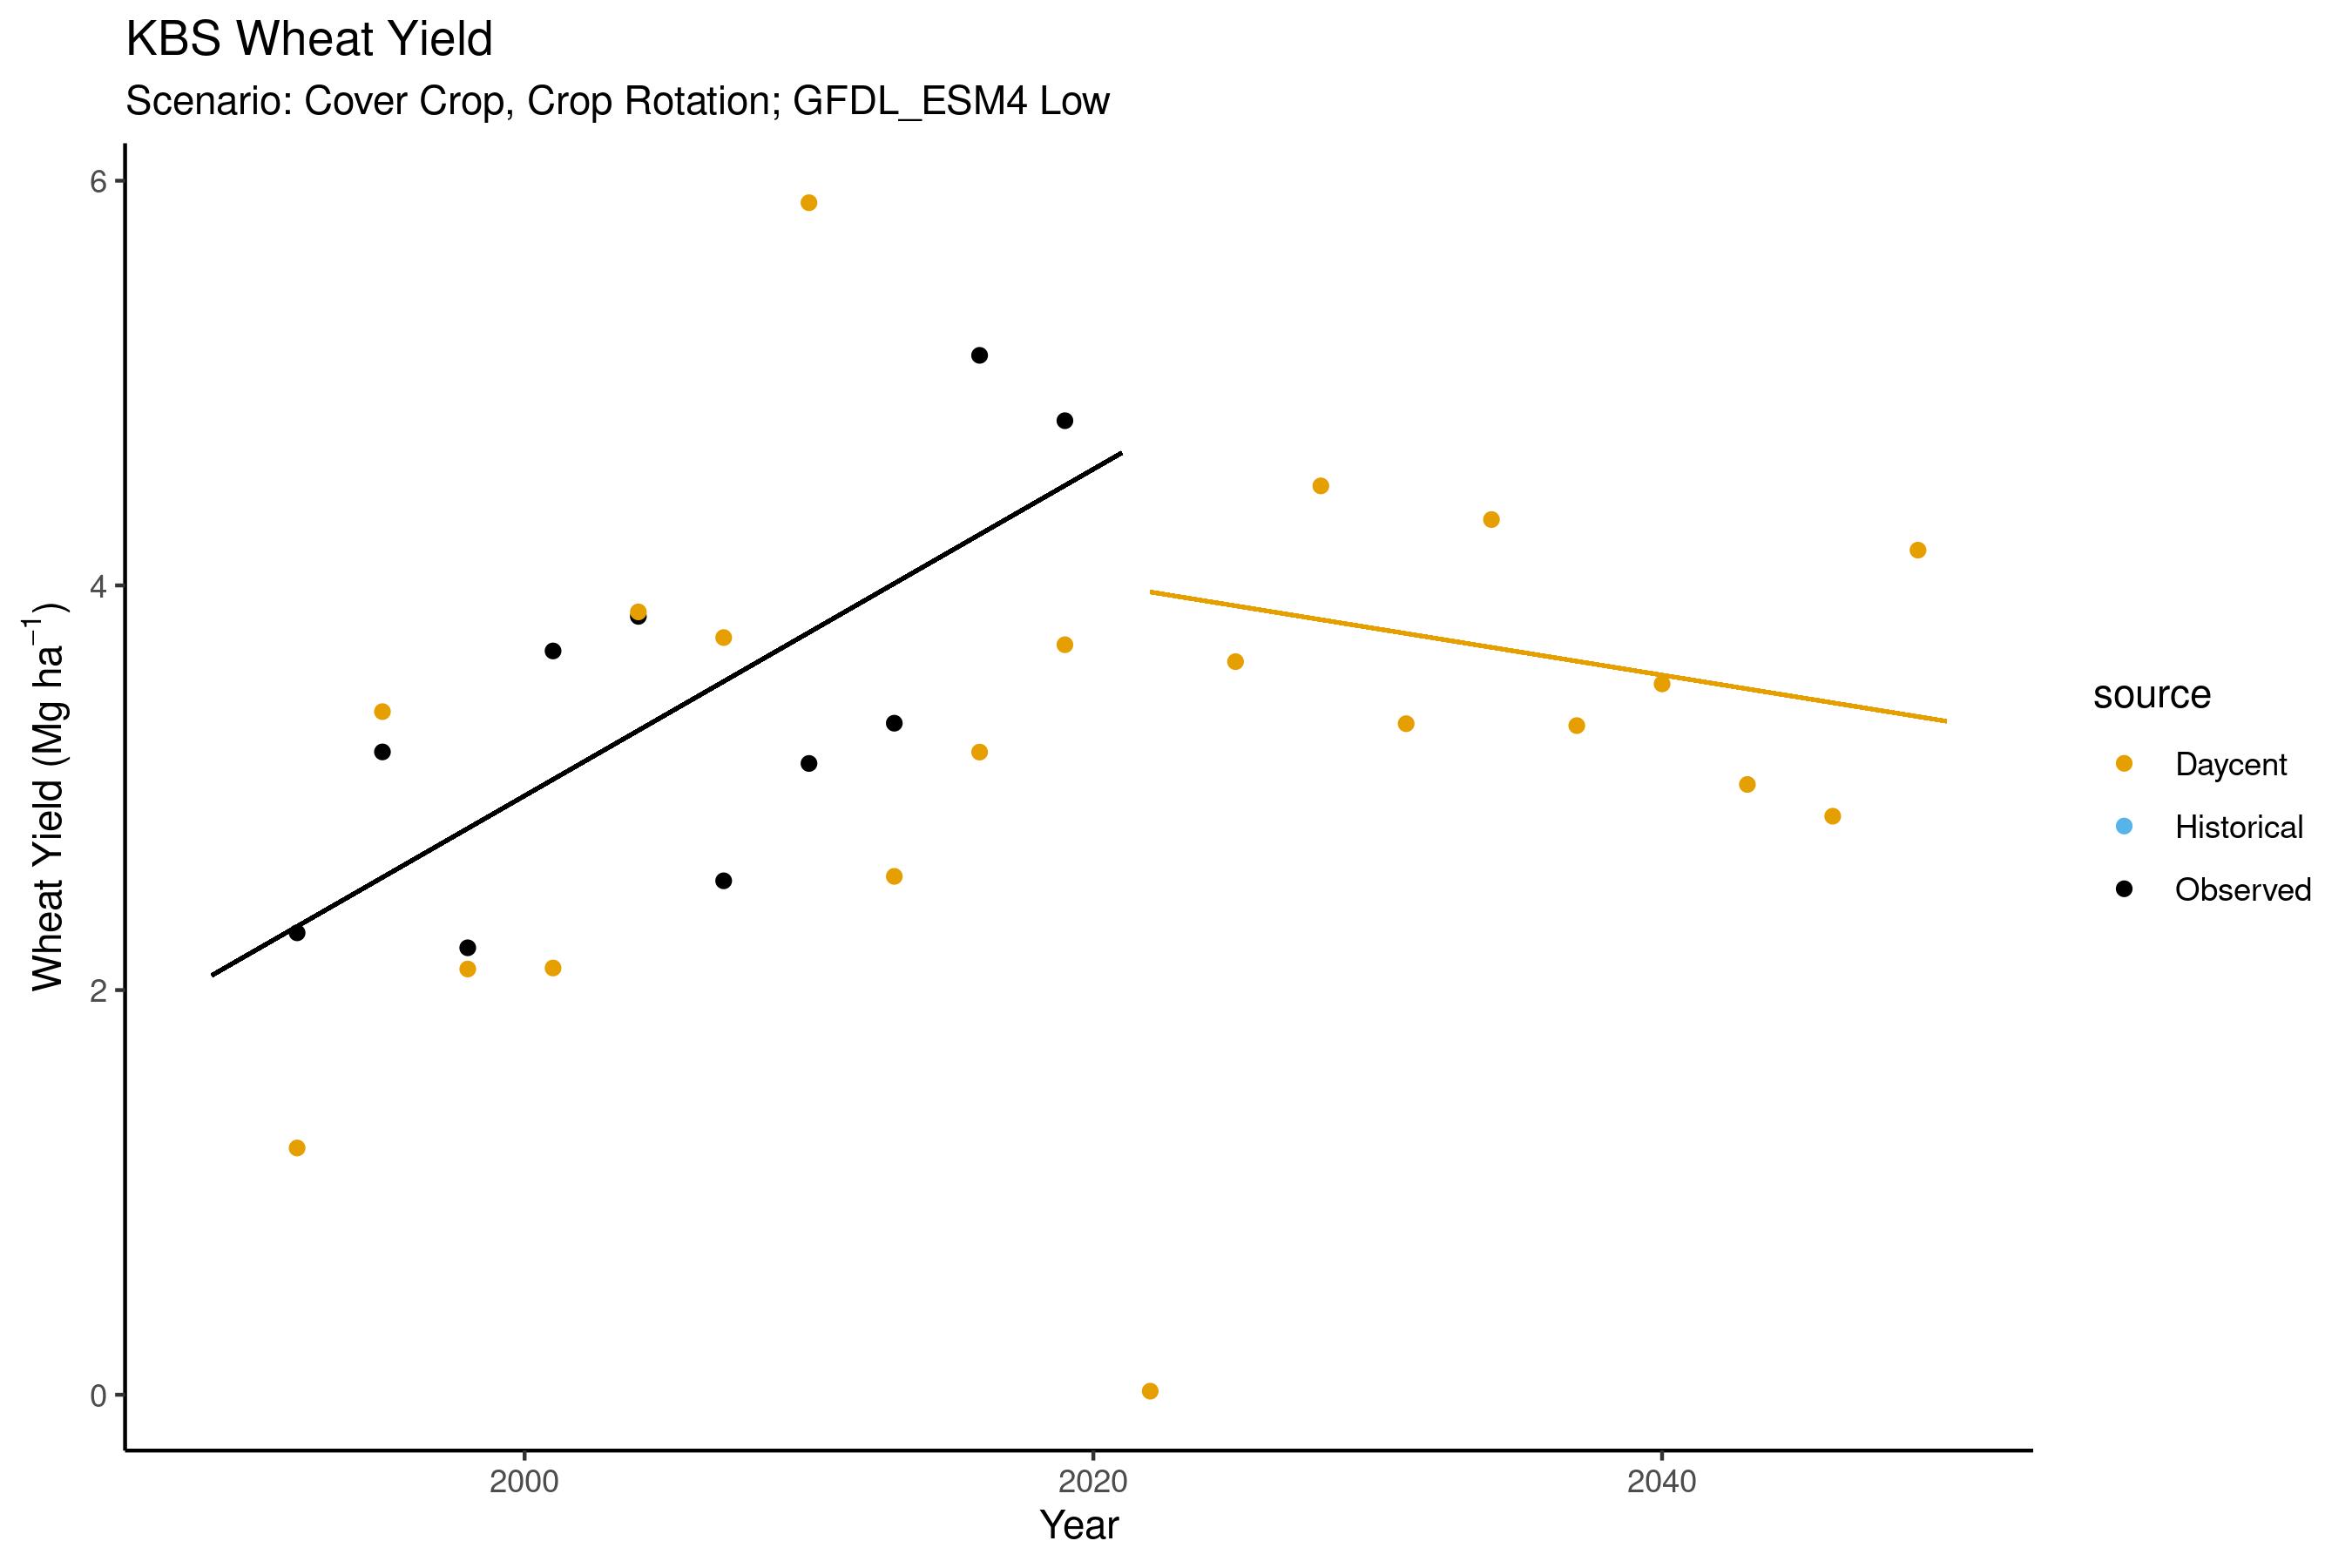 KBS Wheat Yield
Scenario: Cover Crop, Crop Rotation; GFDL_ESM4 Low
Wheat Yield (Mg ha⁻¹)
6
4
2
0
2000 2020 2040
Year
source
Daycent
Historical
Observed